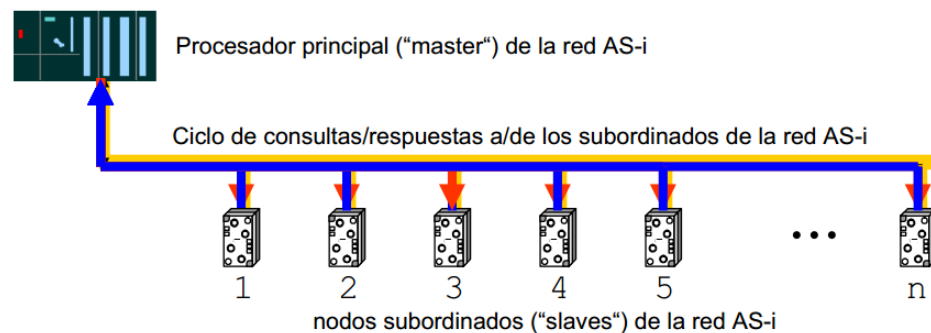 Procesador principal (“master“) de la red AS-i
Ciclo de consultas/respuestas a/de los subordinados de la red AS-i
1 2 3 4 5 ... n
nodos subordinados (“slaves“) de la red AS-i